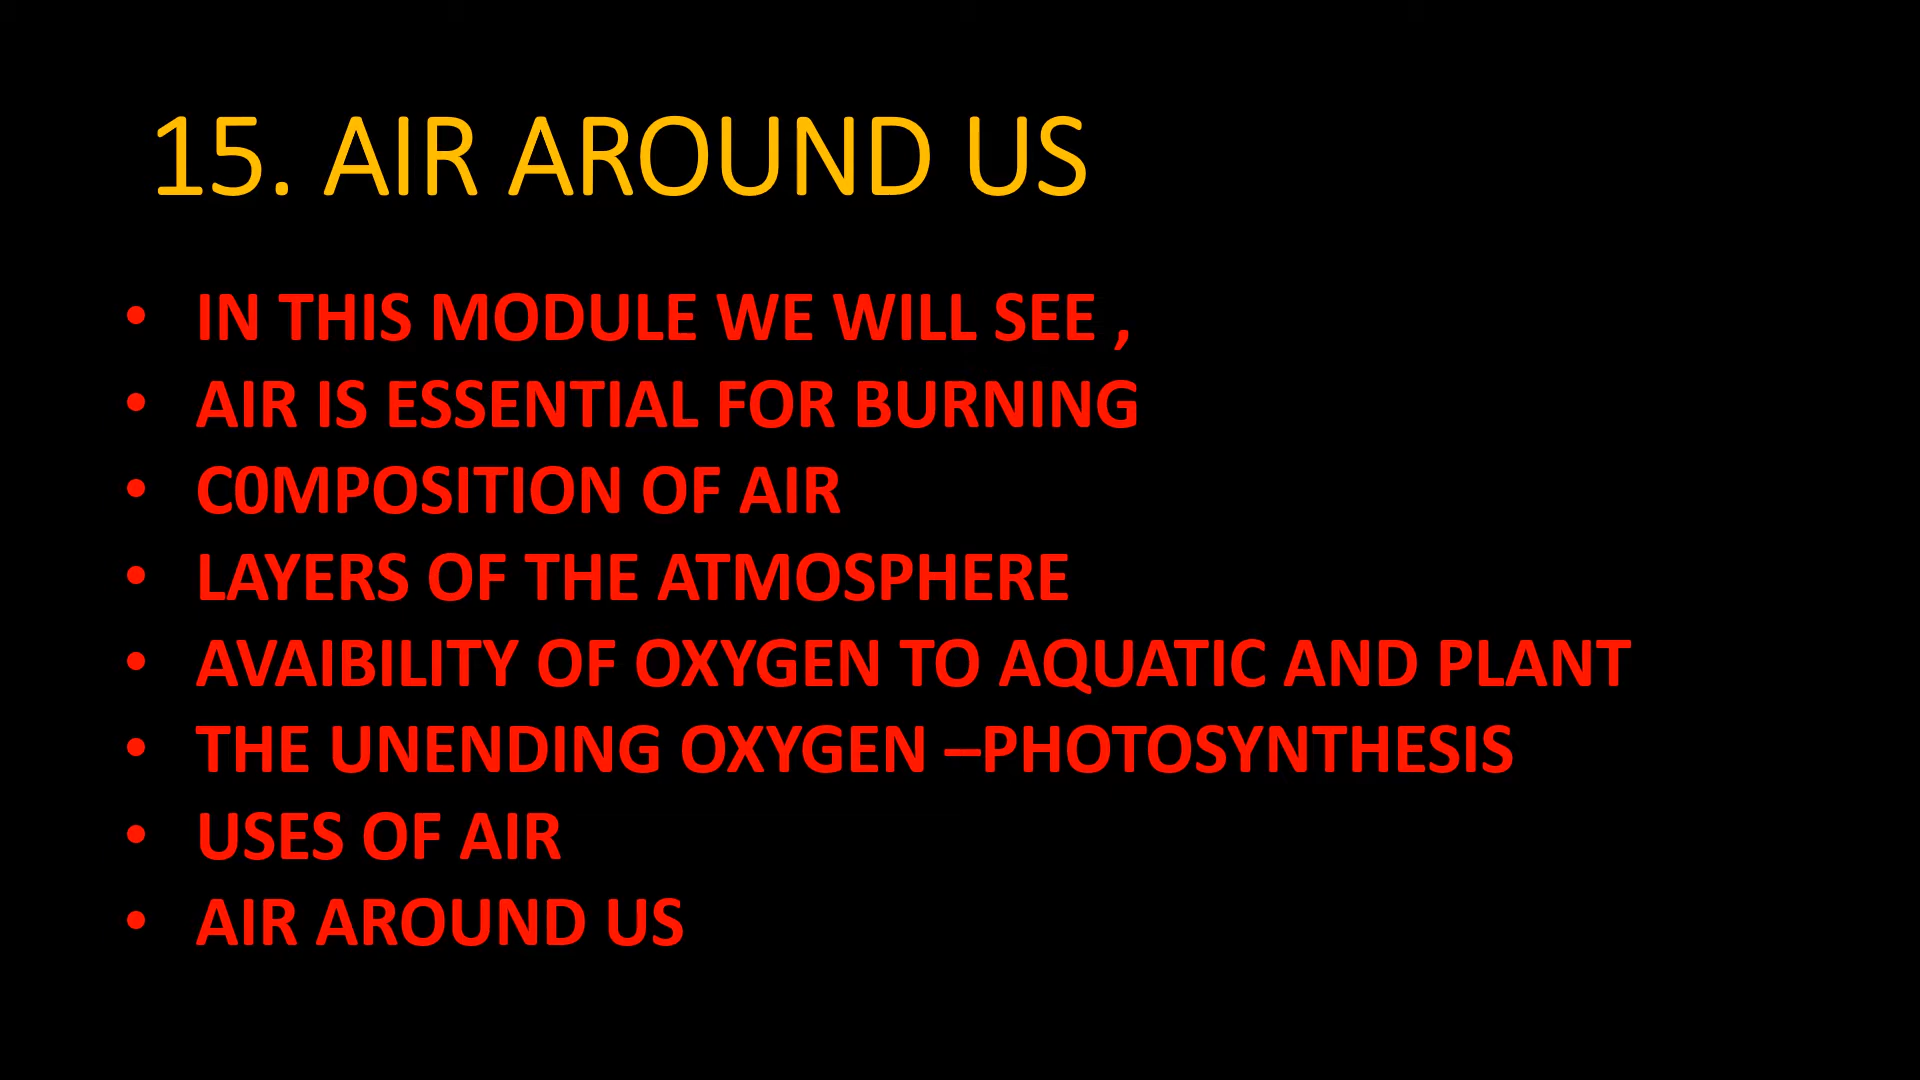 15. AIR AROUND US
• IN THIS MODULE WE WILL SEE ,
• AIR IS ESSENTIAL FOR BURNING
• C0MPOSITION OF AIR
• LAYERS OF THE ATMOSPHERE
• AVAIBILITY OF OXYGEN TO AQUATIC AND PLANT
• THE UNENDING OXYGEN –PHOTOSYNTHESIS
• USES OF AIR
• AIR AROUND US